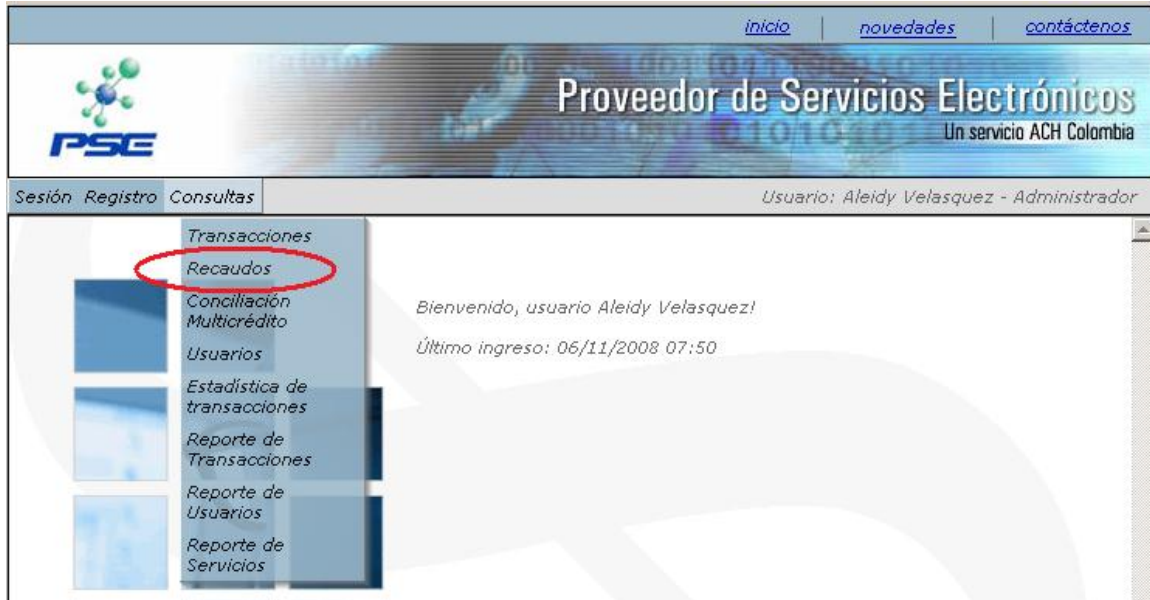 inicio | novedades | contáctenos
PSE
Proveedor de Servicios Electrónicos
Un servicio ACH Colombia
Sesión Registro Consultas
Usuario: Aleidy Velasquez - Administrador
Transacciones
Recaudos
Conciliación
Multicrédito
Usuarios
Estadística de
transacciones
Reporte de
Transacciones
Reporte de
Usuarios
Reporte de
Servicios
Bienvenido, usuario Aleidy Velasquez!
Último ingreso: 06/11/2008 07:50